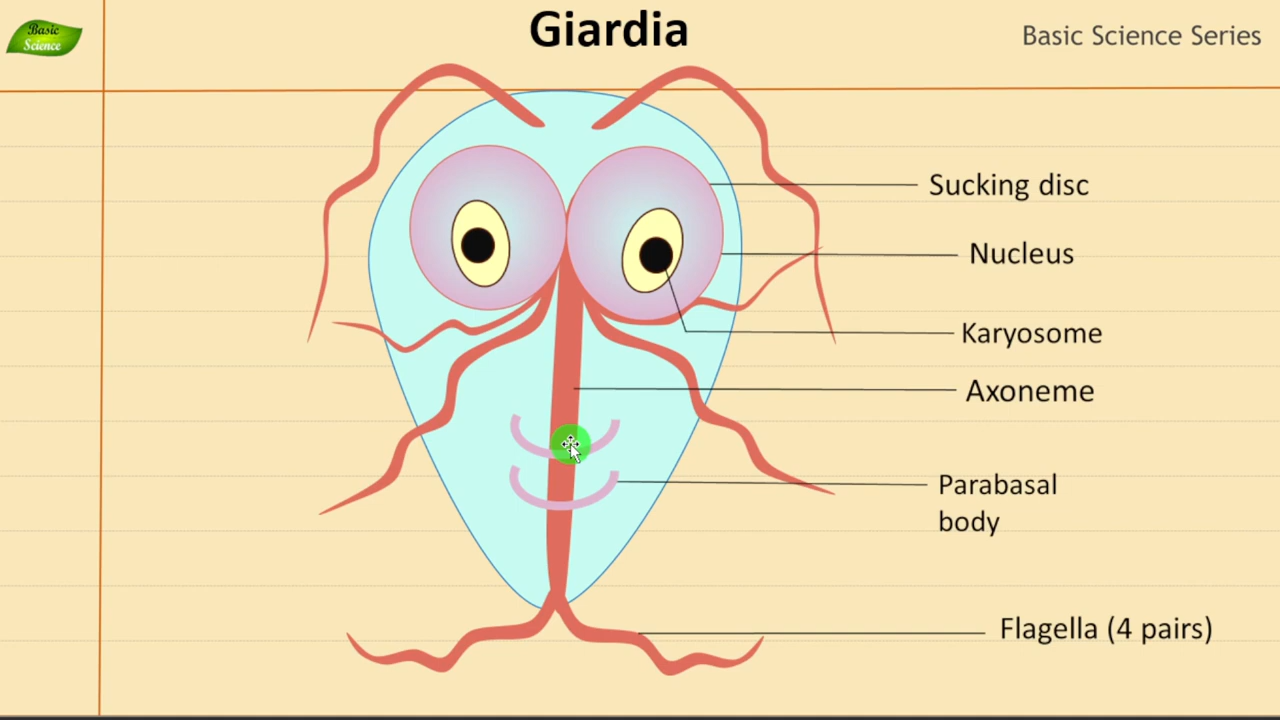 Basic
Science
Giardia
Basic Science Series
Sucking disc
Nucleus
Karyosome
Axoneme
Parabasal
body
Flagella (4 pairs)